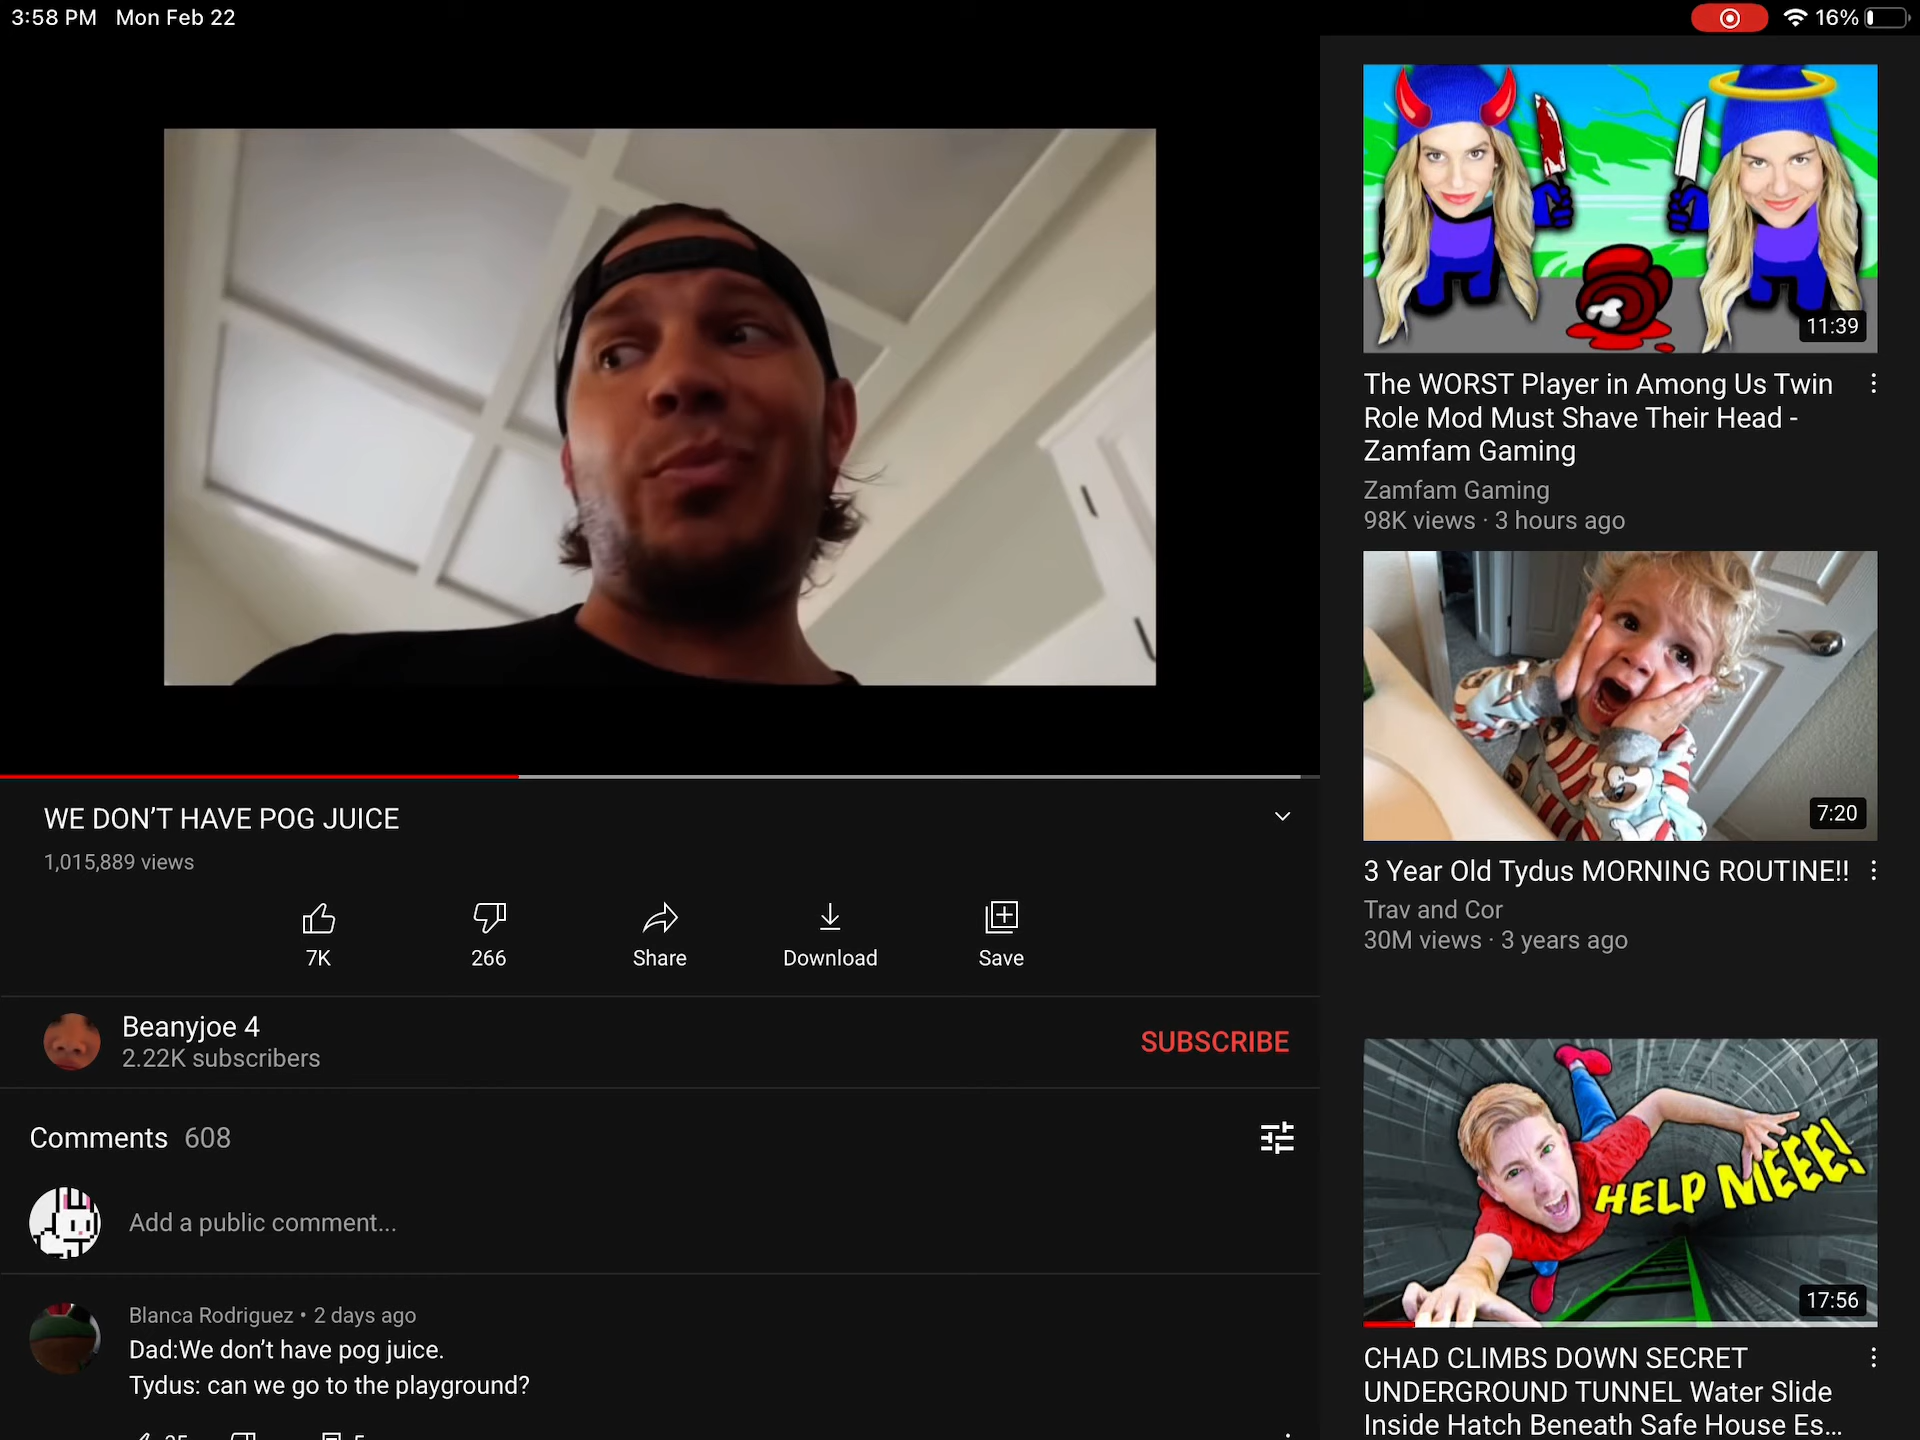 3:58 PM Mon Feb 22
16%
WE DON'T HAVE POG JUICE
1,015,889 views
7K
266
Share
Download
Save
Beanyjoe 4
2.22K subscribers
SUBSCRIBE
Comments 608
Add a public comment...
Blanca Rodriguez • 2 days ago
Dad:We don't have pog juice.
Tydus: can we go to the playground?
11:39
The WORST Player in Among Us Twin
Role Mod Must Shave Their Head -
Zamfam Gaming
Zamfam Gaming
98K views · 3 hours ago
7:20
3 Year Old Tydus MORNING ROUTINE!!
Trav and Cor
30M views · 3 years ago
HELP MEEE!
17:56
CHAD CLIMBS DOWN SECRET
UNDERGROUND TUNNEL Water Slide
Inside Hatch Beneath Safe House Es...